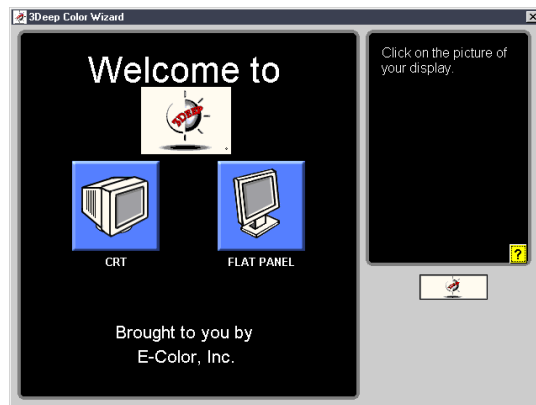 3Deep Color Wizard
Welcome to
3DEEP
CRT
FLAT PANEL
Brought to you by
E-Color, Inc.
Click on the picture of
your display.
?